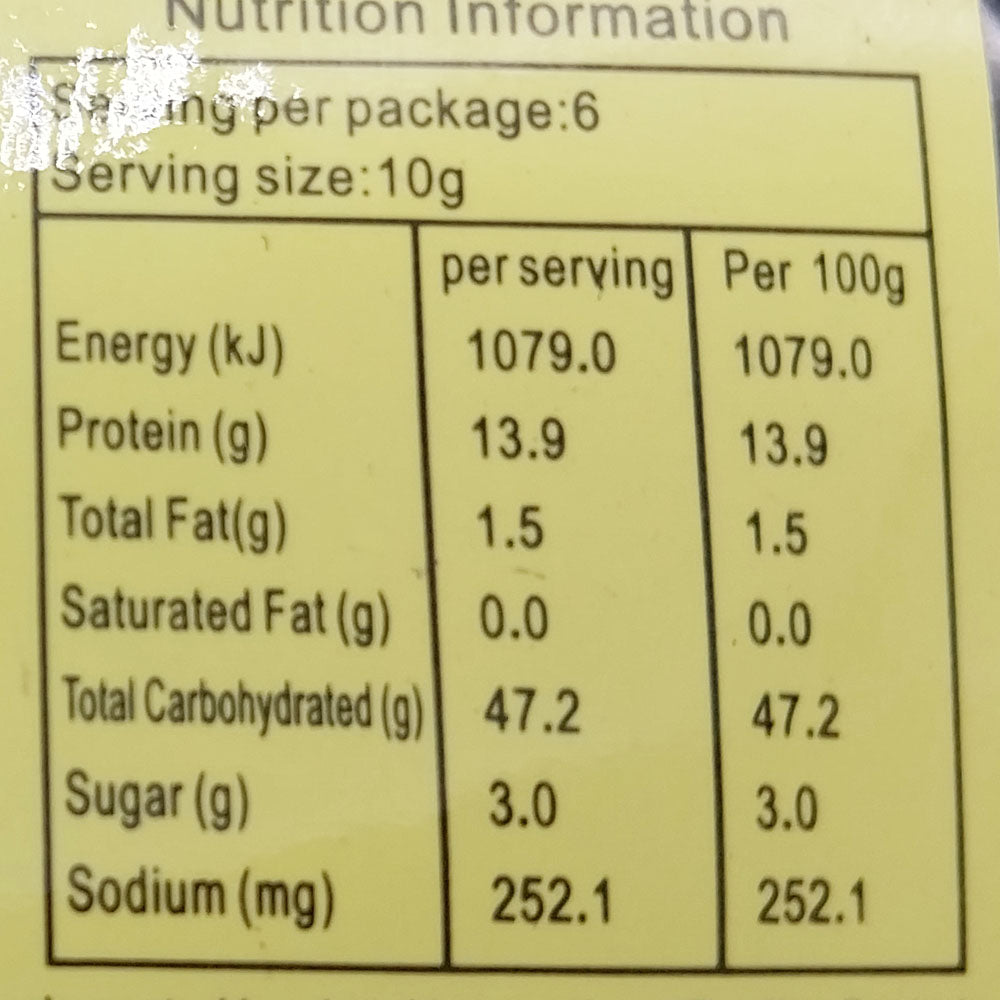 Nutrition Information
Serving per package:6
Serving size:10g
per serving Per 100g
Energy (kJ) 1079.0 1079.0
Protein (g) 13.9 13.9
Total Fat(g) 1.5 1.5
Saturated Fat (g) 0.0 0.0
Total Carbohydrated (g) 47.2 47.2
Sugar (g) 3.0 3.0
Sodium (mg) 252.1 252.1